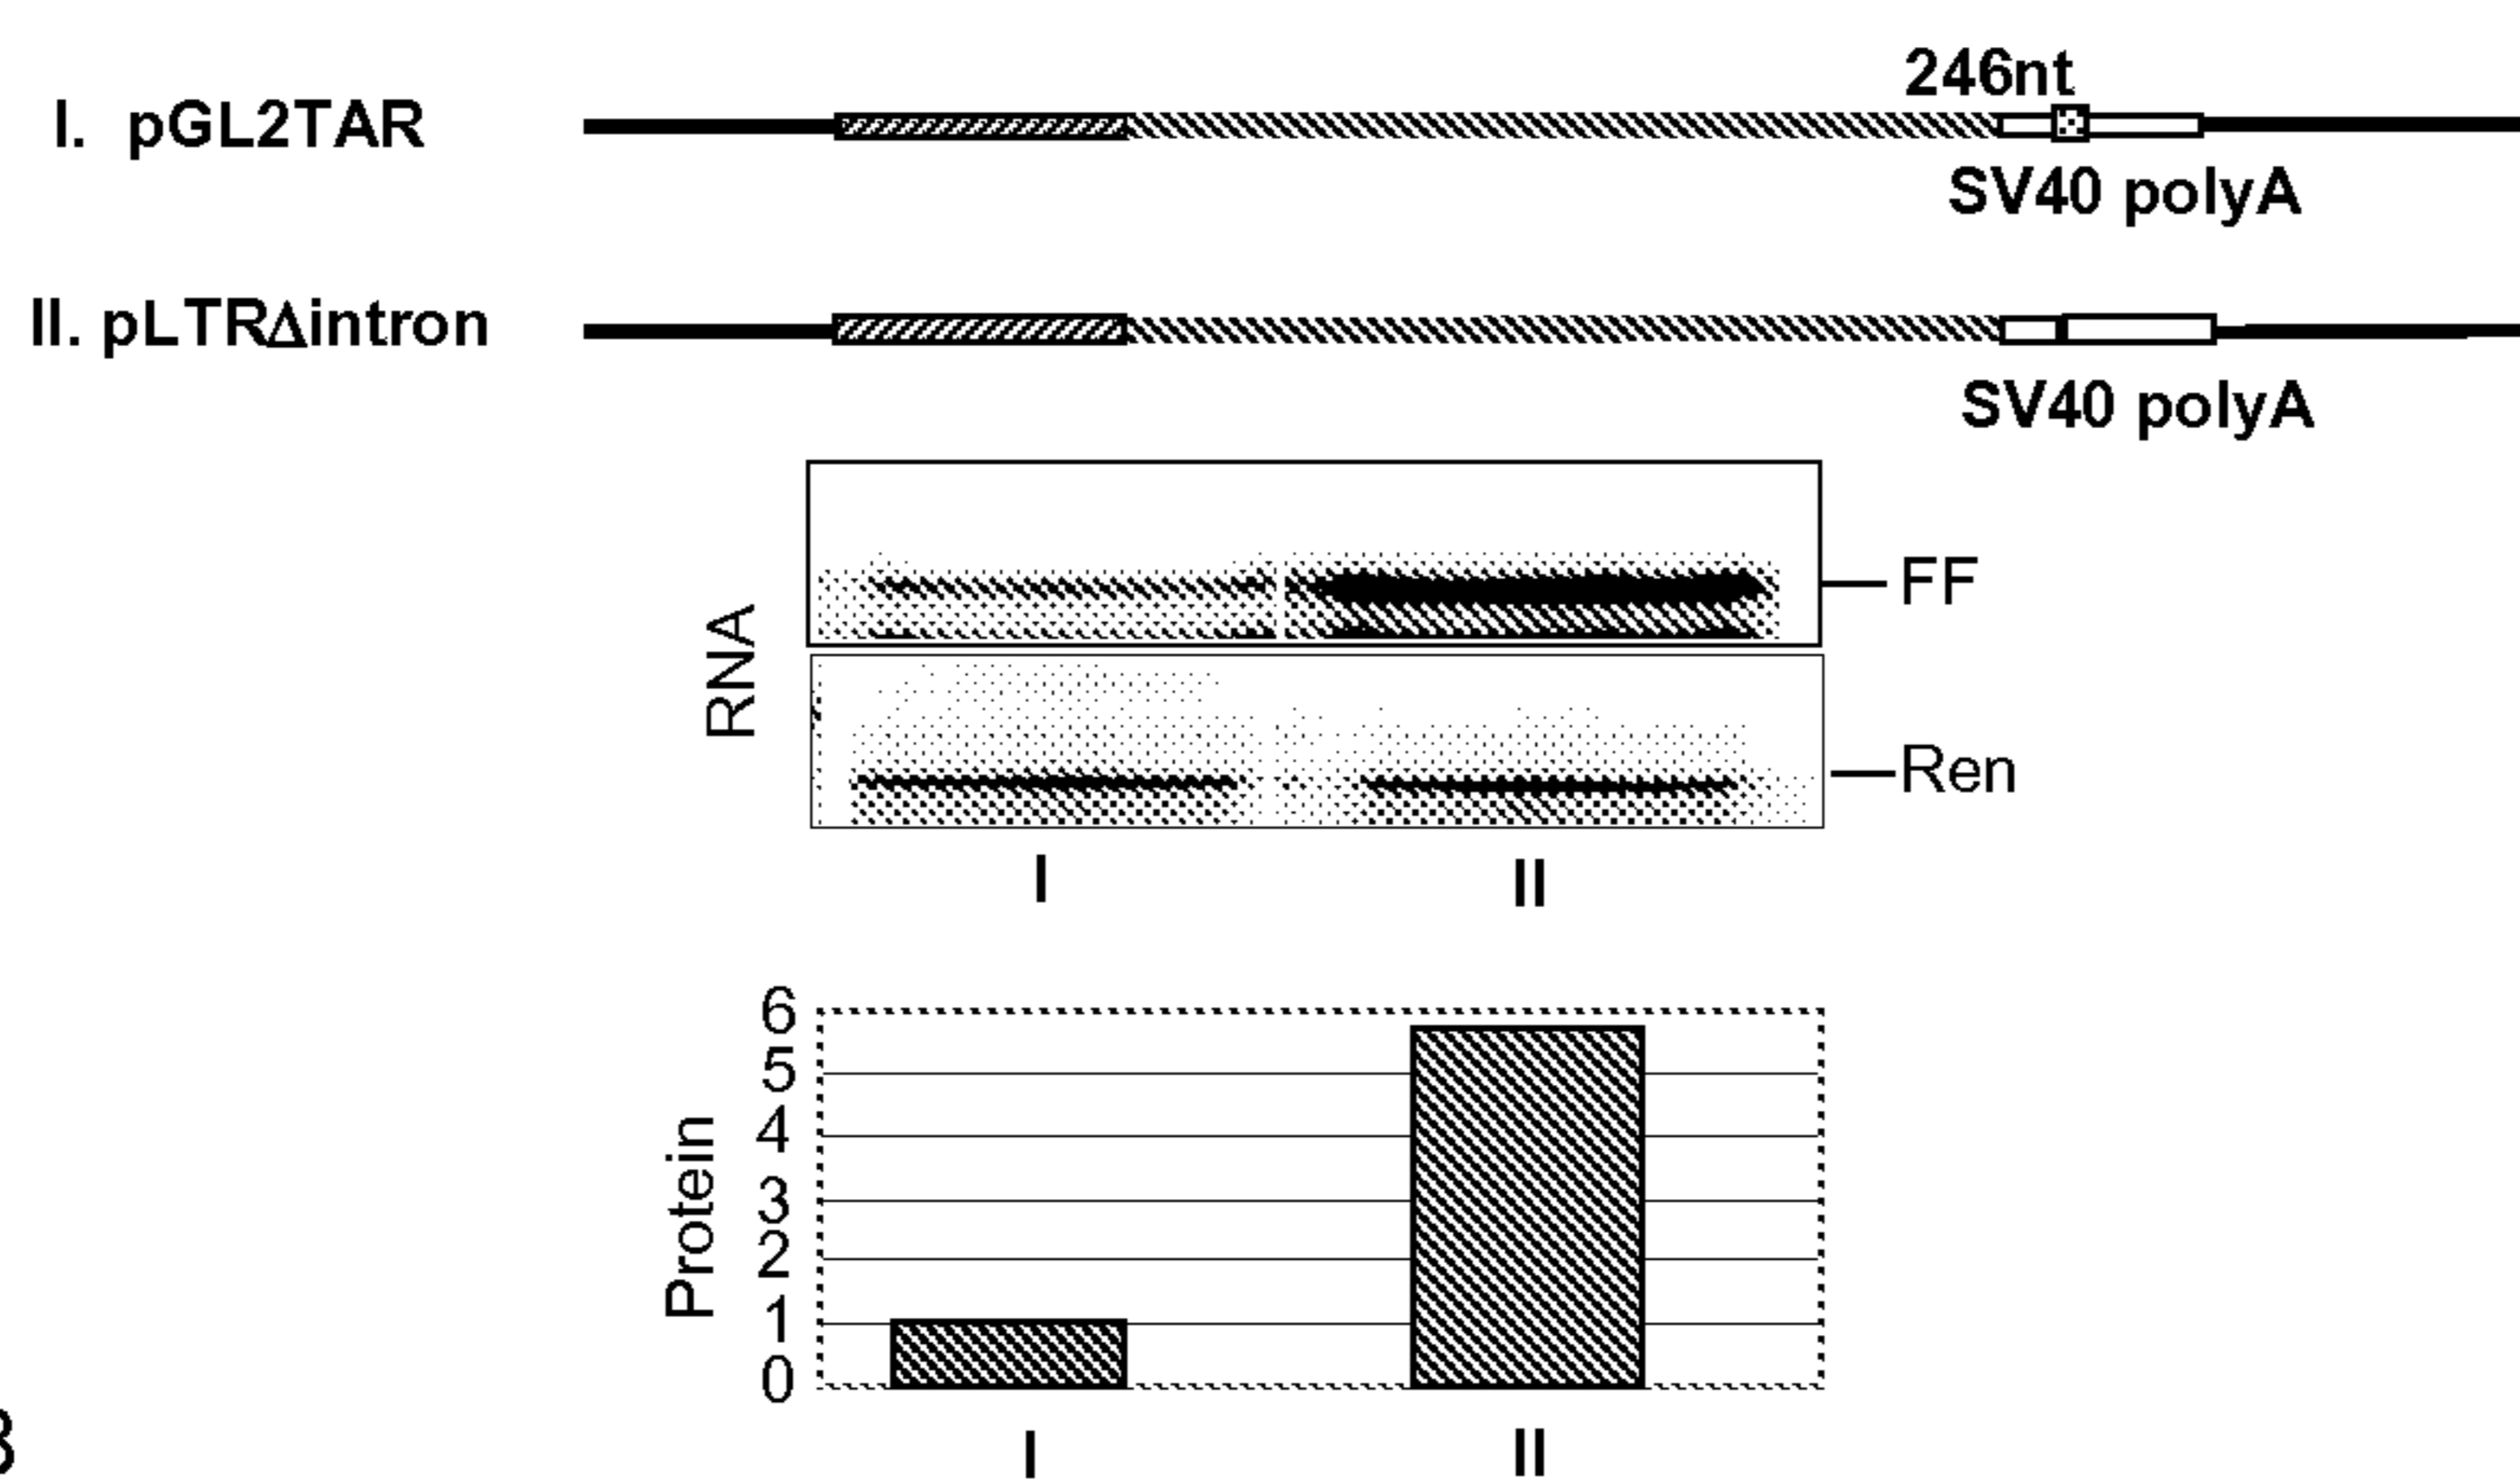 246nt
I. pGL2TAR
SV40 polyA
II. pLTRΔintron
SV40 polyA
RNA
FF
Ren
I II
Protein
6
5
4
3
2
1
0
I II